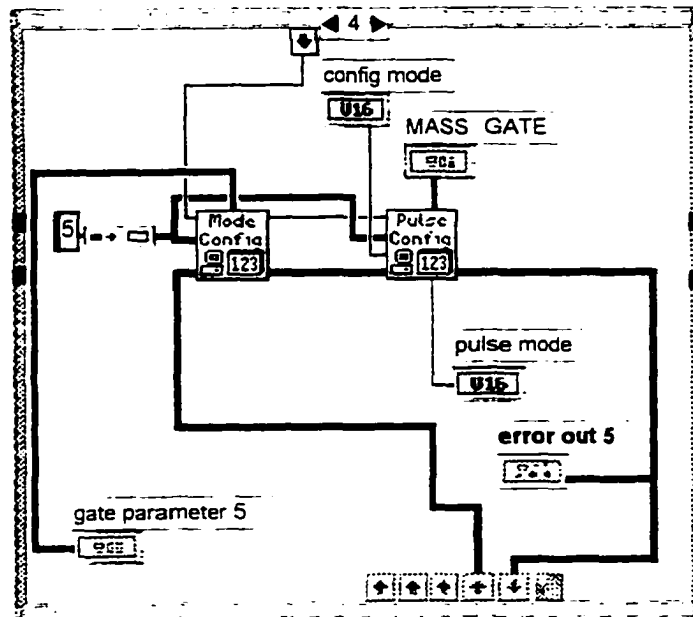 4
config mode
U16
MASS GATE
5
Mode
Config
123
Pulse
Config
123
pulse mode
U16
error out 5
gate parameter 5